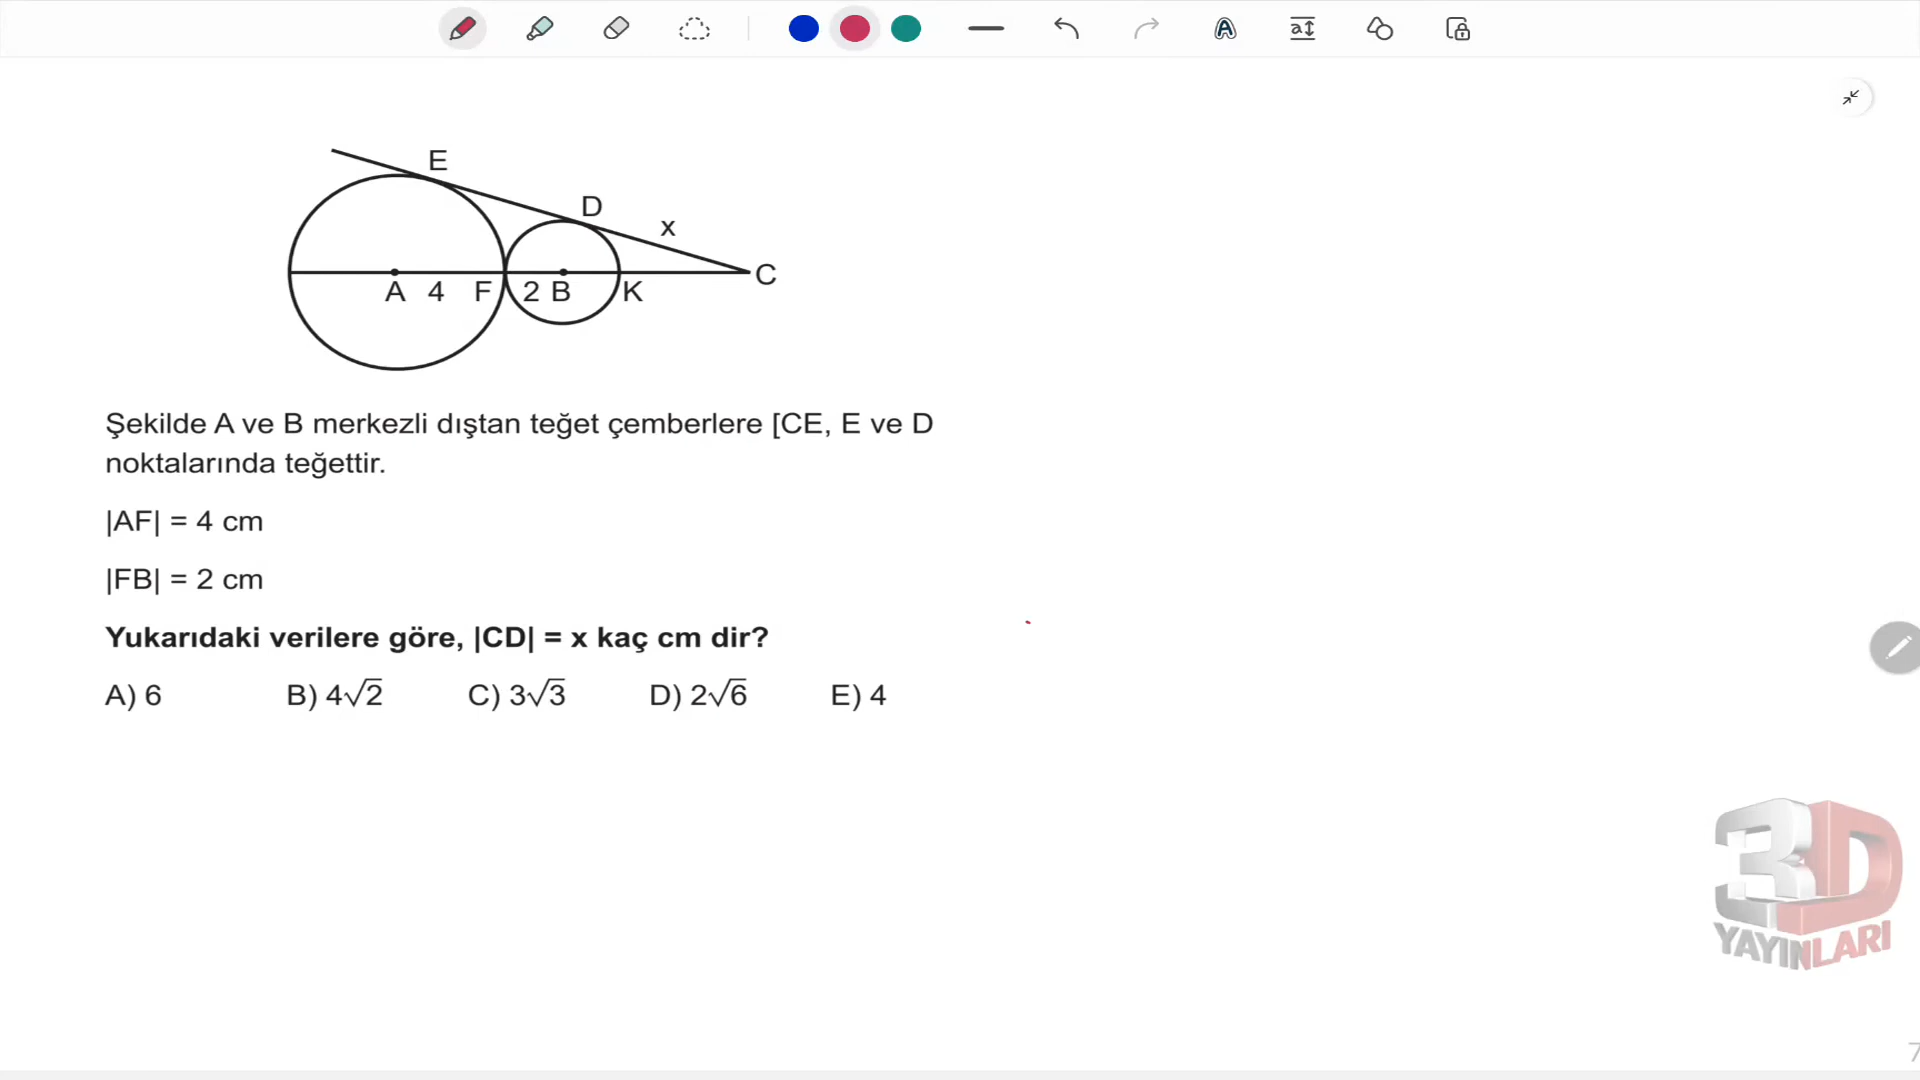 E
D
x
C
A 4 F 2 B K
Şekilde A ve B merkezli dıştan teğet çemberlere [CE, E ve D
noktalarında teğettir.
|AF| = 4 cm
|FB| = 2 cm
Yukarıdaki verilere göre, |CD| = x kaç cm dir?
A) 6 B) 4√2 C) 3√3 D) 2√6 E) 4
3D
YAYINLARI
7